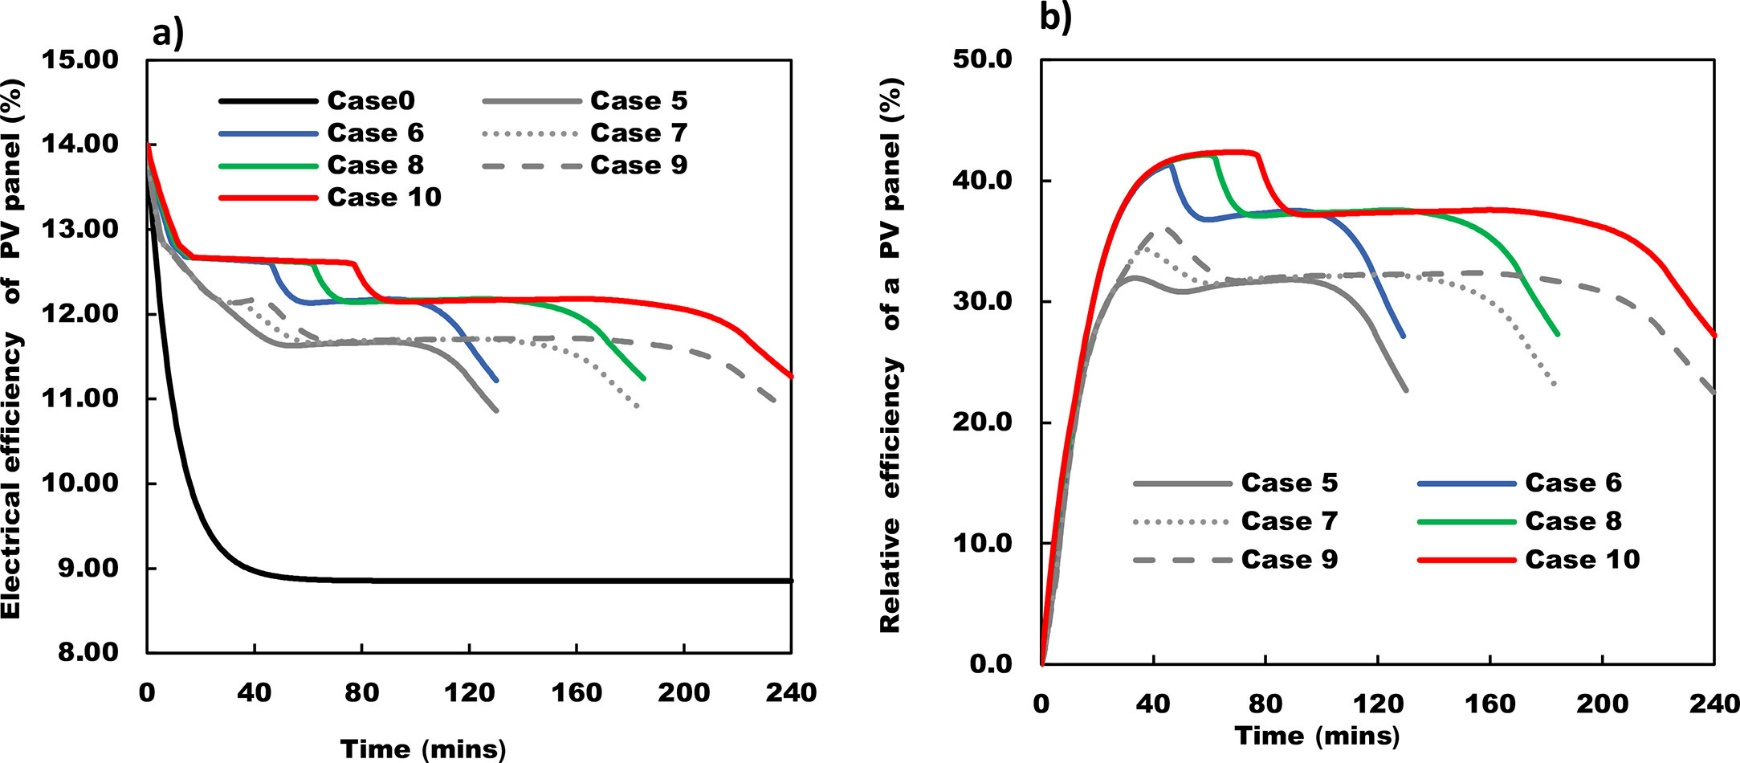 a)
Electrical efficiency of PV panel (%)
15.00
14.00
13.00
12.00
11.00
10.00
9.00
8.00
Case0 Case 5
Case 6 Case 7
Case 8 Case 9
Case 10
0 40 80 120 160 200 240
Time (mins)
b)
Relative efficiency of a PV panel (%)
50.0
40.0
30.0
20.0
10.0
0.0
Case 5 Case 6
Case 7 Case 8
Case 9 Case 10
0 40 80 120 160 200 240
Time (mins)